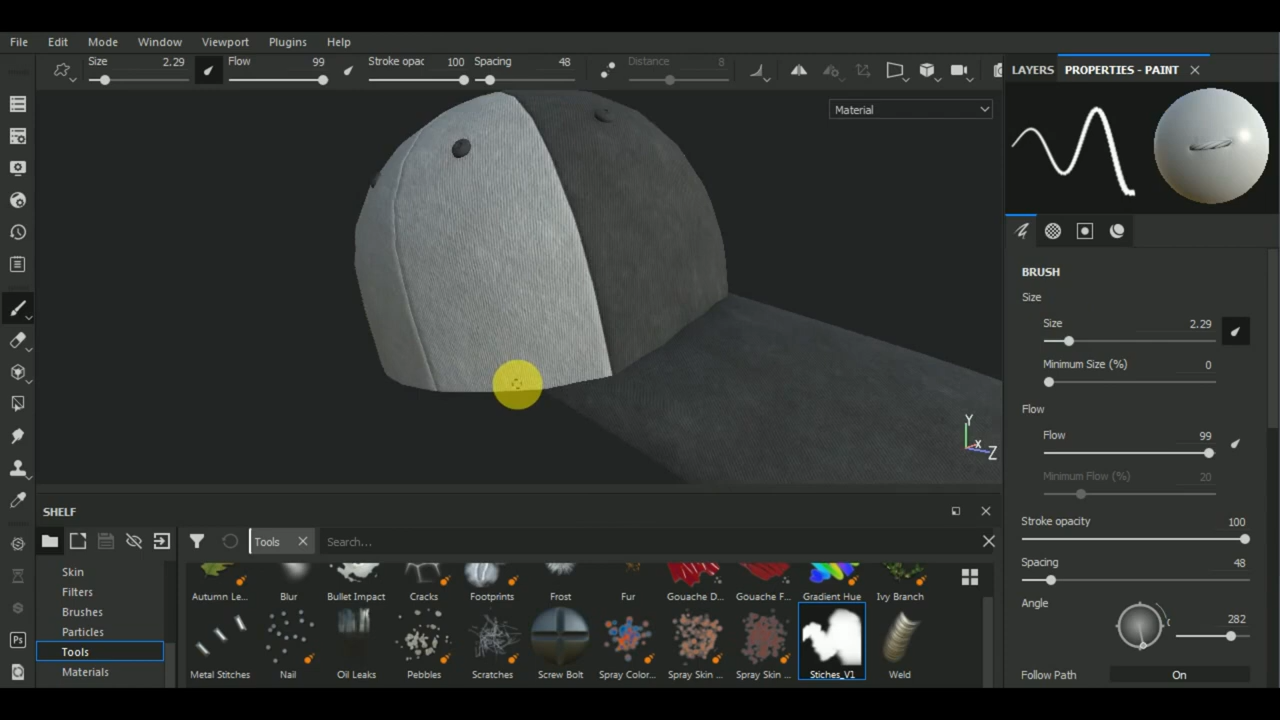 File Edit Mode Window Viewport Plugins Help
Size 2.29 Flow 99 Stroke opac 100 Spacing 48 Distance 8
LAYERS PROPERTIES - PAINT
Material
BRUSH
Size
Size 2.29
Minimum Size (%) 0
Flow
Flow 99
Minimum Flow (%) 20
Stroke opacity 100
Spacing 48
Angle
282
Follow Path On
Y
X
Z
SHELF
Tools Search...
Skin
Filters
Brushes
Particles
Tools
Materials
Autumn Le... Blur Bullet Impact Cracks Footprints Frost Fur Gouache D... Gouache F... Gradient Hue Ivy Branch
Metal Stitches Nail Oil Leaks Pebbles Scratches Screw Bolt Spray Color... Spray Skin ... Spray Skin ... Stiches_V1 Weld
Ps